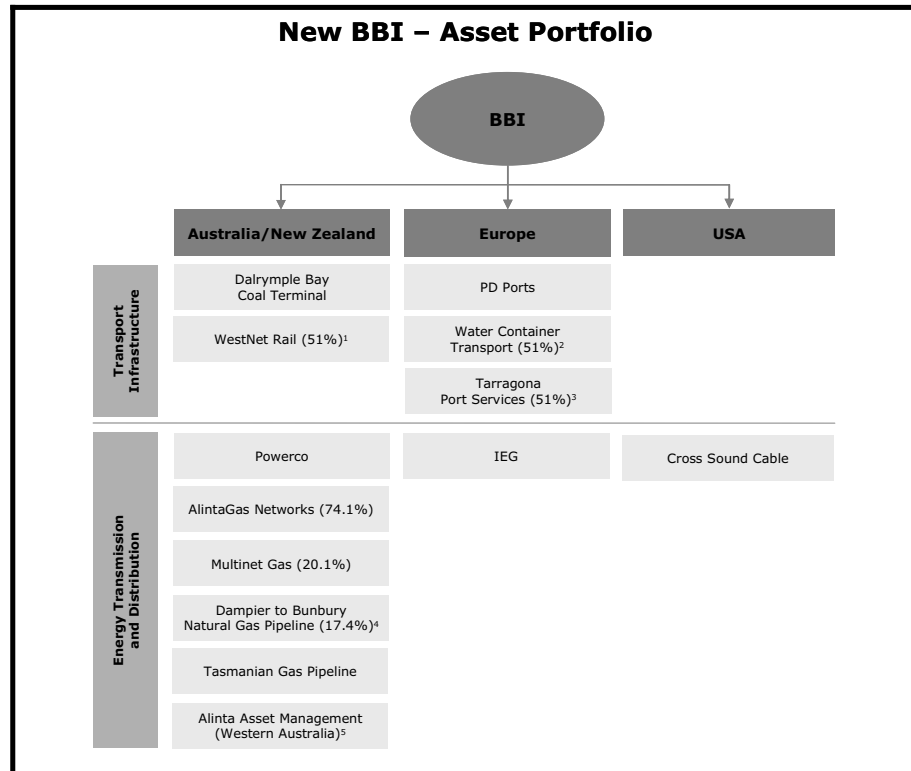 New BBI – Asset Portfolio
BBI
Australia/New Zealand
Europe
USA
Transport
Infrastructure
Dalrymple Bay
Coal Terminal
PD Ports
WestNet Rail (51%)¹
Water Container
Transport (51%)²
Tarragona
Port Services (51%)³
Energy Transmission
and Distribution
Powerco
IEG
Cross Sound Cable
AlintaGas Networks (74.1%)
Multinet Gas (20.1%)
Dampier to Bunbury
Natural Gas Pipeline (17.4%)⁴
Tasmanian Gas Pipeline
Alinta Asset Management
(Western Australia)⁵